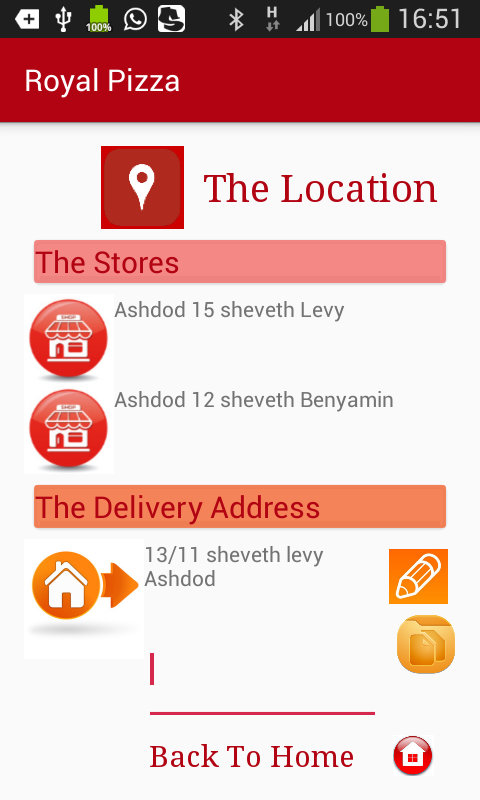 100% H 100% 16:51
Royal Pizza
The Location
The Stores
SHOP
Ashdod 15 sheveth Levy
SHOP
Ashdod 12 sheveth Benyamin
The Delivery Address
13/11 sheveth levy
Ashdod
Back To Home